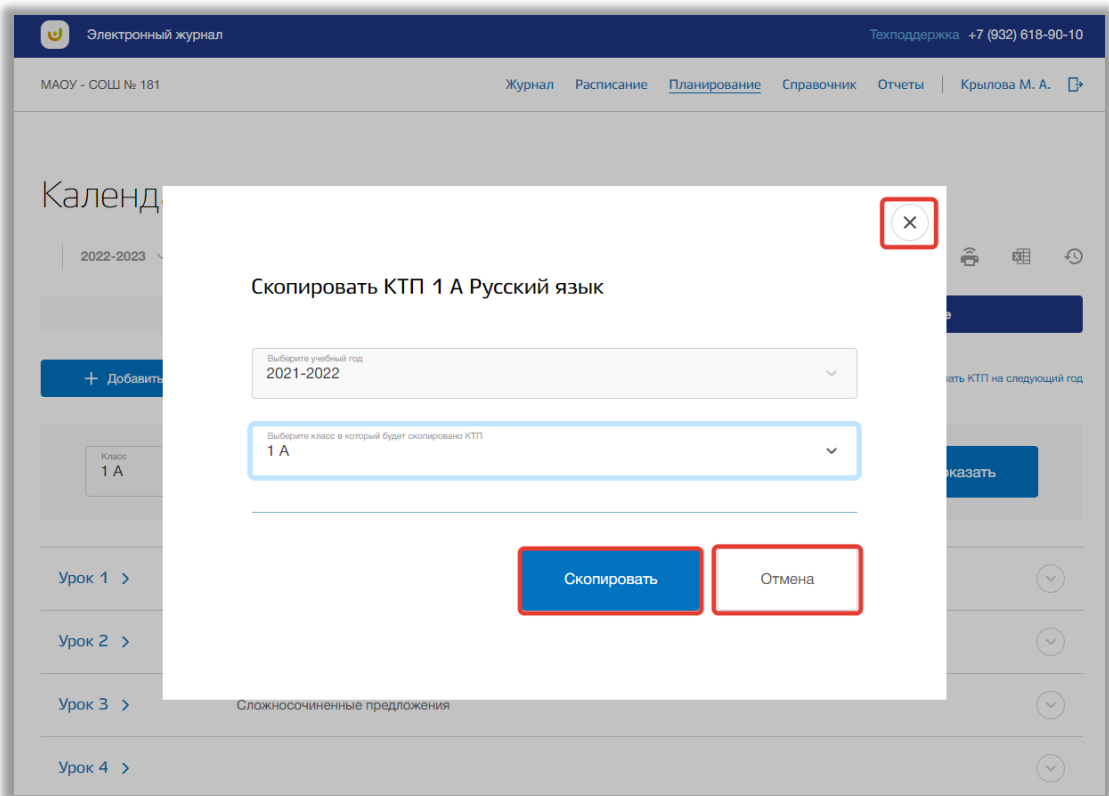 Электронный журнал
Техподдержка +7 (932) 618-90-10
МАОУ - СОШ № 181
Журнал Расписание Планирование Справочник Отчеты Крылова М. А.
Календ
2022-2023
Скопировать КТП 1 А Русский язык
Выберите учебный год
2021-2022
+ Добавить
ать КТП на следующий год
Выберите класс в который будет скопировано КТП
1 А
Класс
1 А
оказать
Скопировать
Отмена
Урок 1 >
Урок 2 >
Урок 3 >
Сложносочиненные предложения
Урок 4 >